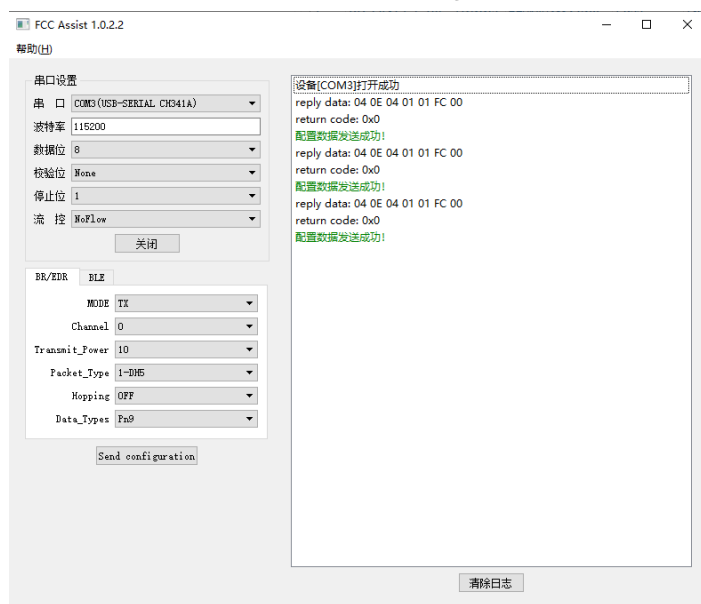 FCC Assist 1.0.2.2
帮助(H)
串口设置
串 口 COM3(USB-SERIAL CH341A)
波特率 115200
数据位 8
校验位 None
停止位 1
流 控 NoFlow
关闭
BR/EDR BLE
MODE TX
Channel 0
Transmit_Power 10
Packet_Type 1-DH5
Hopping OFF
Data_Types Pn9
Send configuration
设备[COM3]打开成功
reply data: 04 0E 04 01 01 FC 00
return code: 0x0
配置数据发送成功!
reply data: 04 0E 04 01 01 FC 00
return code: 0x0
配置数据发送成功!
reply data: 04 0E 04 01 01 FC 00
return code: 0x0
配置数据发送成功!
清除日志